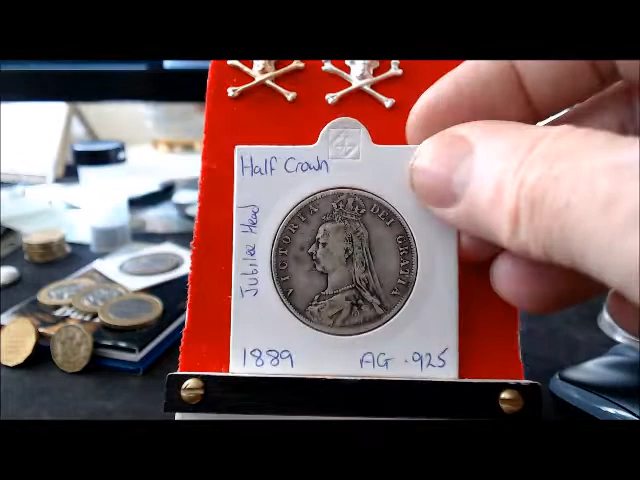 Half Crown
Jubilee Head
VICTORIA DEI GRATIA
1889
AG .925